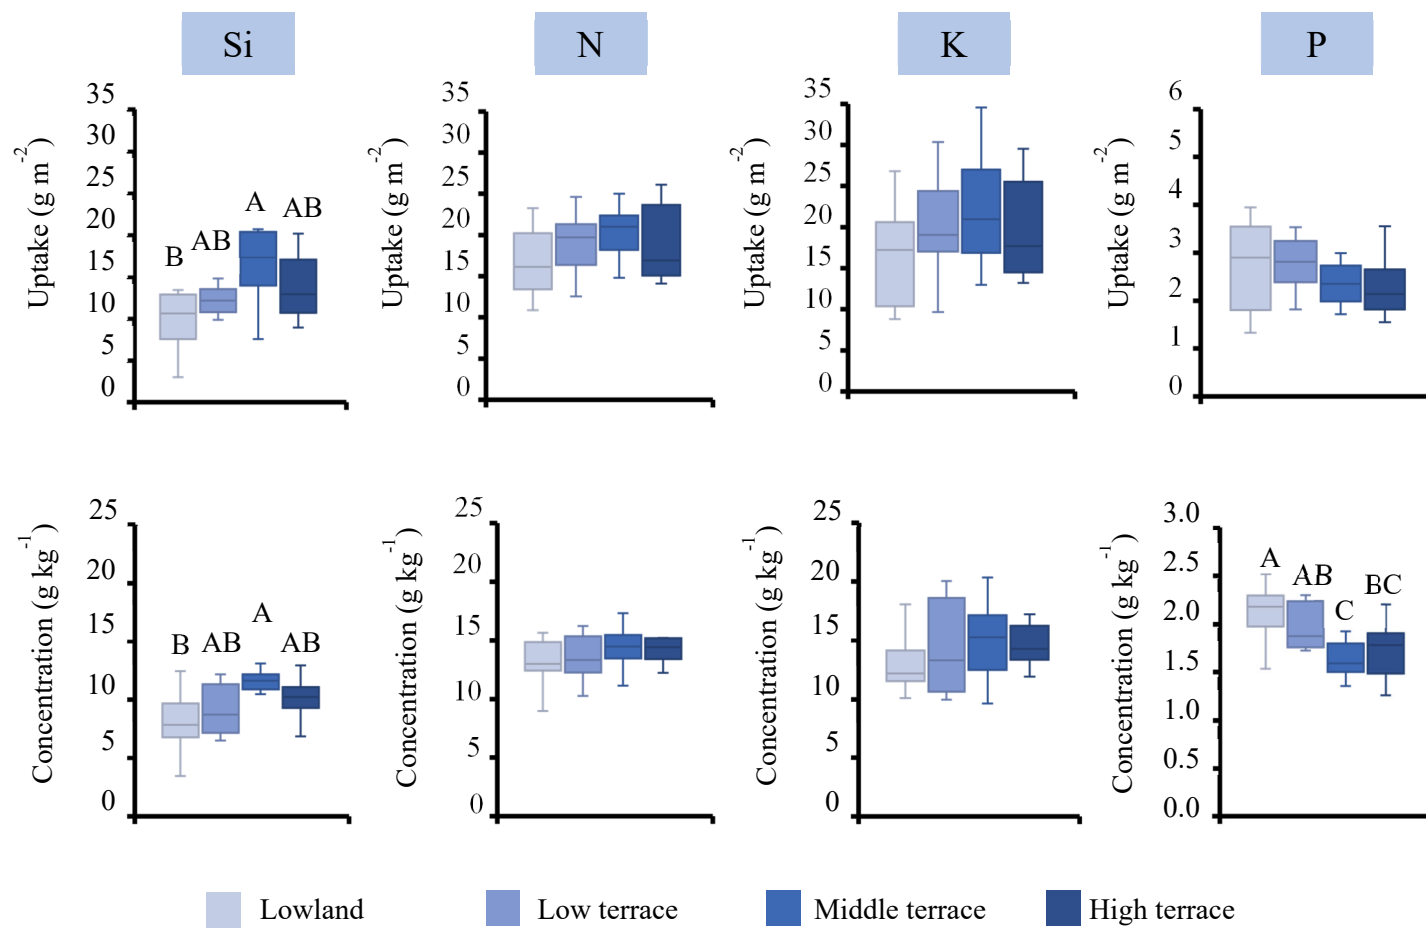 Si
N
K
P
Uptake (g m-2)
35
30
25
20
15
10
5
0
B
AB
A
AB
Uptake (g m-2)
35
30
25
20
15
10
5
0
Uptake (g m-2)
35
30
25
20
15
10
5
0
Uptake (g m-2)
6
5
4
3
2
1
0
Concentration (g kg-1)
25
20
15
10
5
0
B
AB
A
AB
Concentration (g kg-1)
25
20
15
10
5
0
Concentration (g kg-1)
25
20
15
10
5
0
Concentration (g kg-1)
3.0
2.5
2.0
1.5
1.0
0.5
0.0
A
AB
C
BC
Lowland
Low terrace
Middle terrace
High terrace